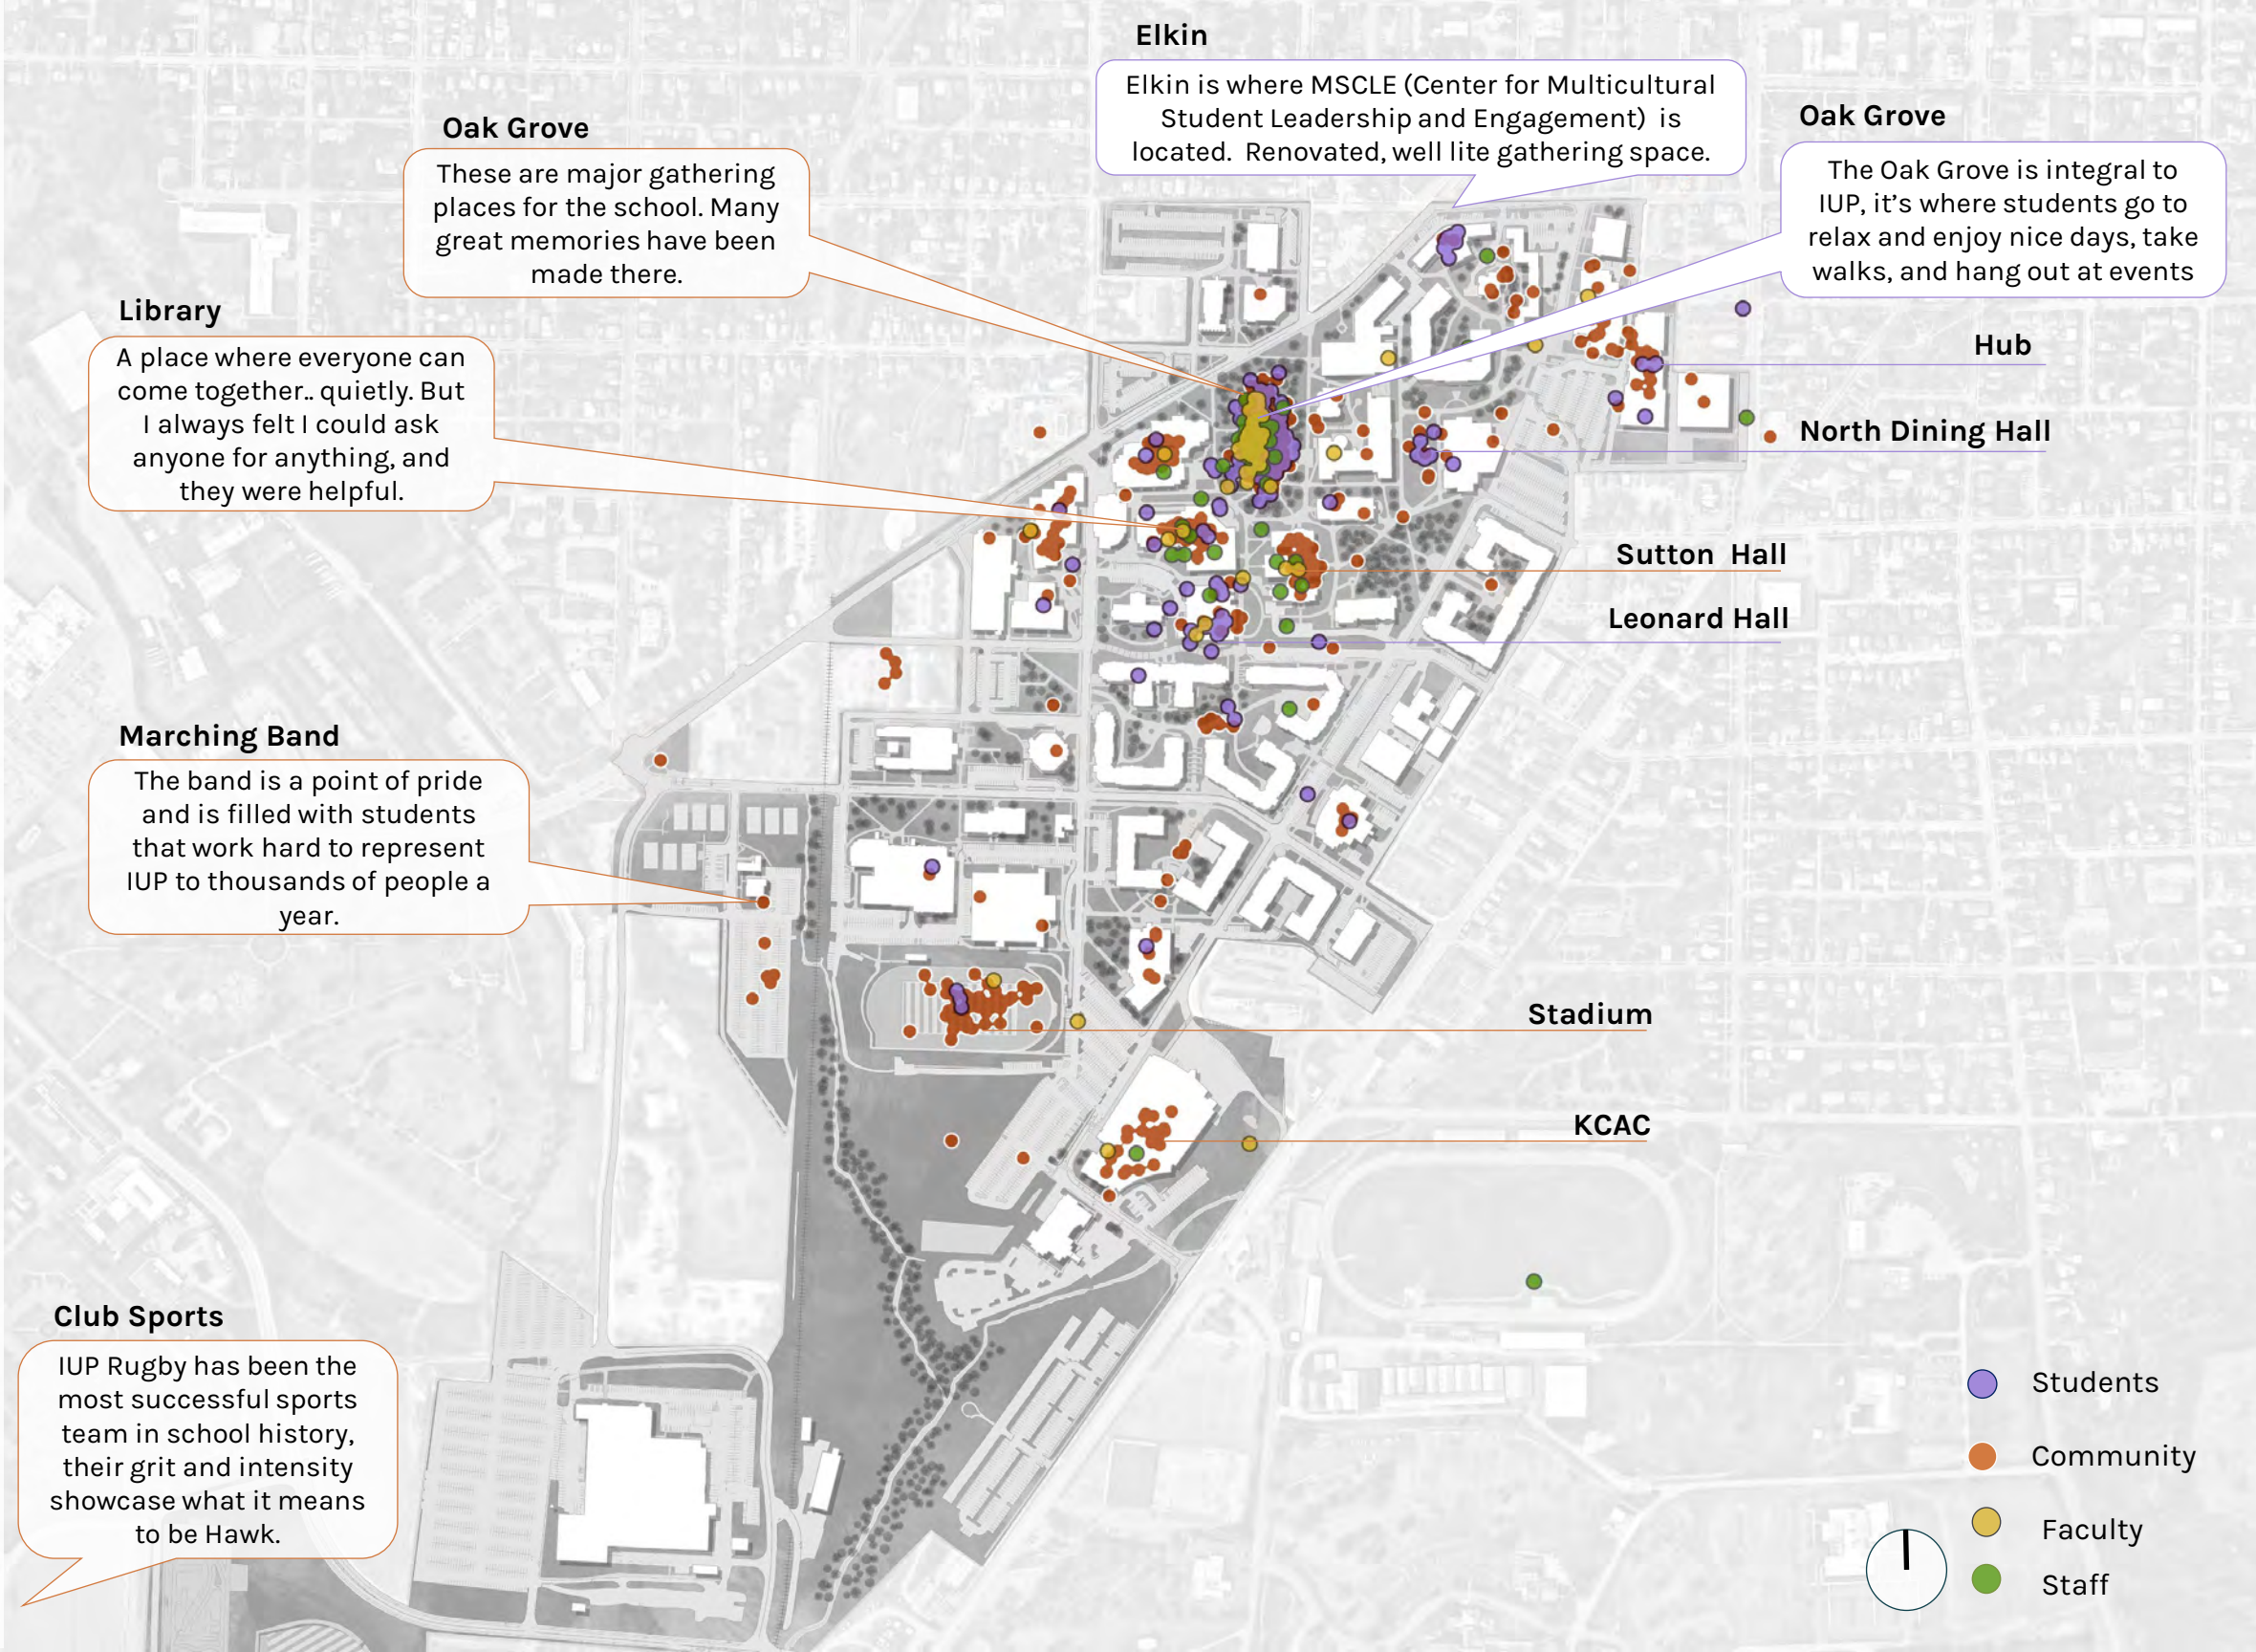 Elkin
Elkin is where MSCLE (Center for Multicultural
Student Leadership and Engagement)  is
located.  Renovated, well lite gathering space.
Oak Grove
The Oak Grove is integral to
IUP, it's where students go to
relax and enjoy nice days, take
walks, and hang out at events
Oak Grove
These are major gathering
places for the school. Many
great memories have been
made there.
Library
A place where everyone can
come together.. quietly. But
I always felt I could ask
anyone for anything, and
they were helpful.
Hub
North Dining Hall
Sutton  Hall
Leonard Hall
Marching Band
The band is a point of pride
and is filled with students
that work hard to represent
IUP to thousands of people a
year.
Stadium
KCAC
Club Sports
IUP Rugby has been the
most successful sports
team in school history,
their grit and intensity
showcase what it means
to be Hawk.
Students
Community
Faculty
Staff